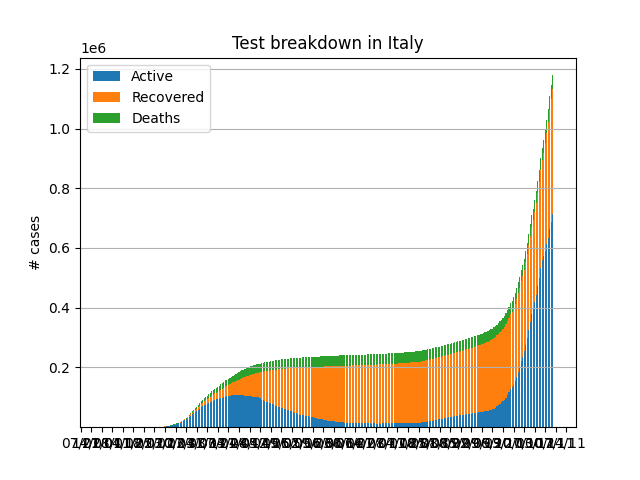 Test breakdown in Italy
1e6
Active
Recovered
Deaths
1.2
1.0
0.8
0.6
0.4
0.2
# cases